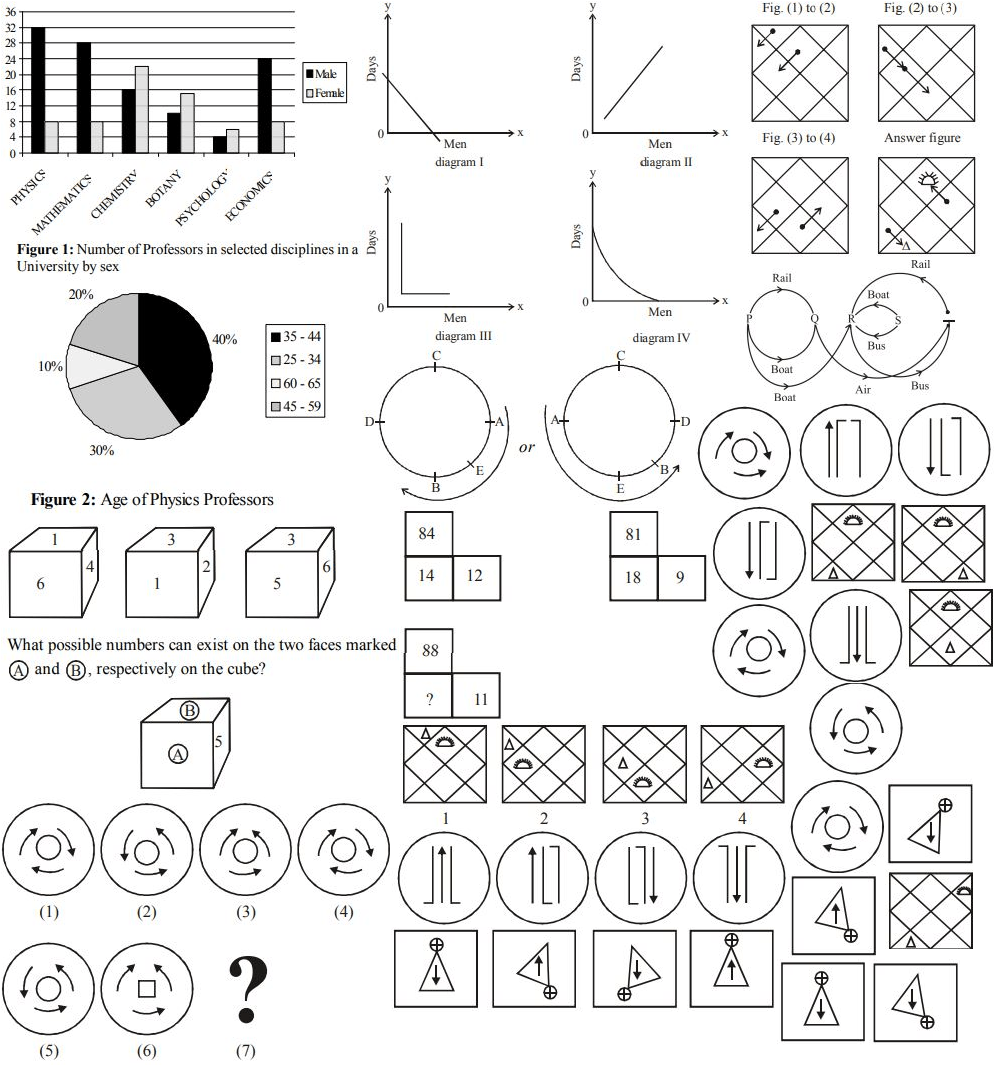 36
32
28
24
20
16
12
8
4
0
Male
Female
PHYSICS
MATHEMATICS
CHEMISTRY
BOTANY
PSYCHOLOGY
ECONOMICS
Figure 1: Number of Professors in selected disciplines in a
University by sex
20%
40%
10%
30%
35 - 44
25 - 34
60 - 65
45 - 59
Figure 2: Age of Physics Professors
1
6
4
3
1
2
3
5
6
What possible numbers can exist on the two faces marked
A and B, respectively on the cube?
B
A
5
(1)
(2)
(3)
(4)
(5)
(6)
?
(7)
y
Days
0
x
Men
diagram I
y
Days
0
x
Men
diagram II
y
Days
0
x
Men
diagram III
y
Days
0
x
Men
diagram IV
C
D
A
E
B
or
C
A
D
B
E
84
14 12
81
18 9
88
? 11
1
2
3
4
Fig. (1) to (2)
Fig. (2) to (3)
Fig. (3) to (4)
Answer figure
Rail
Rail
Boat
P
Q
R
S
Bus
Boat
Boat
Air
Bus